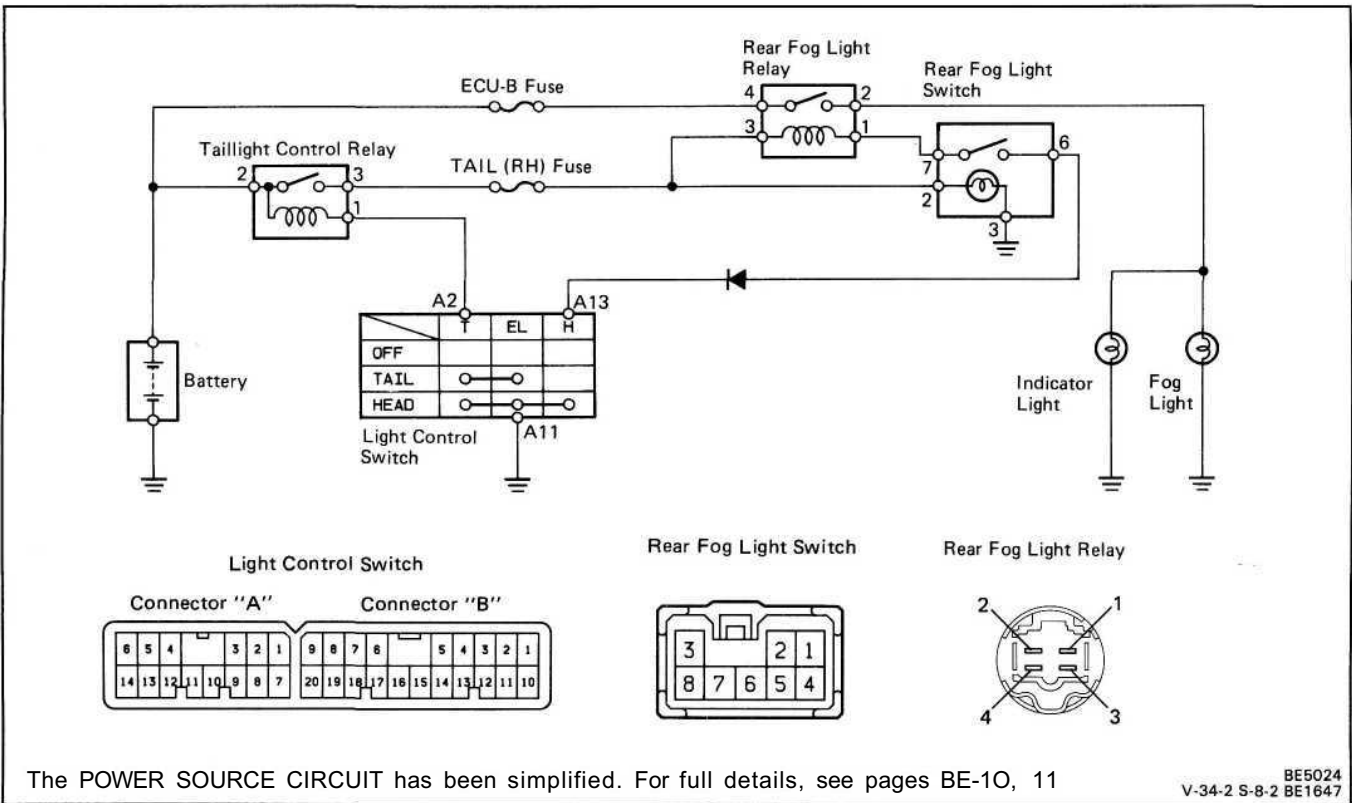 Rear Fog Light
Relay
Rear Fog Light
Switch
ECU-B Fuse
4
2
3
1
6
7
2
3
Taillight Control Relay
2
3
1
TAIL (RH) Fuse
A2
A13
T EL H
OFF
TAIL
HEAD
A11
Light Control
Switch
Battery
Indicator
Light
Fog
Light
Light Control Switch
Connector "A" Connector "B"
6 5 4 3 2 1
14 13 12 11 10 9 8 7
9 8 7 6 5 4 3 2 1
20 19 18 17 16 15 14 13 12 11 10
Rear Fog Light Switch
3 2 1
8 7 6 5 4
Rear Fog Light Relay
2 1
4 3
The POWER SOURCE CIRCUIT has been simplified. For full details, see pages BE-1O, 11
BE5024
V-34-2 S-8-2 BE1647